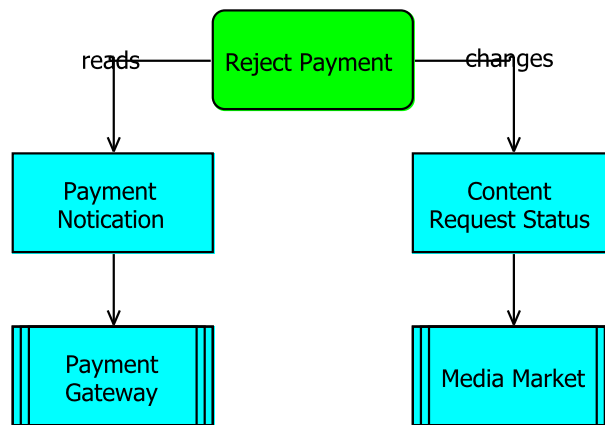 reads
Reject Payment
changes
Payment
Notication
Content
Request Status
Payment
Gateway
Media Market